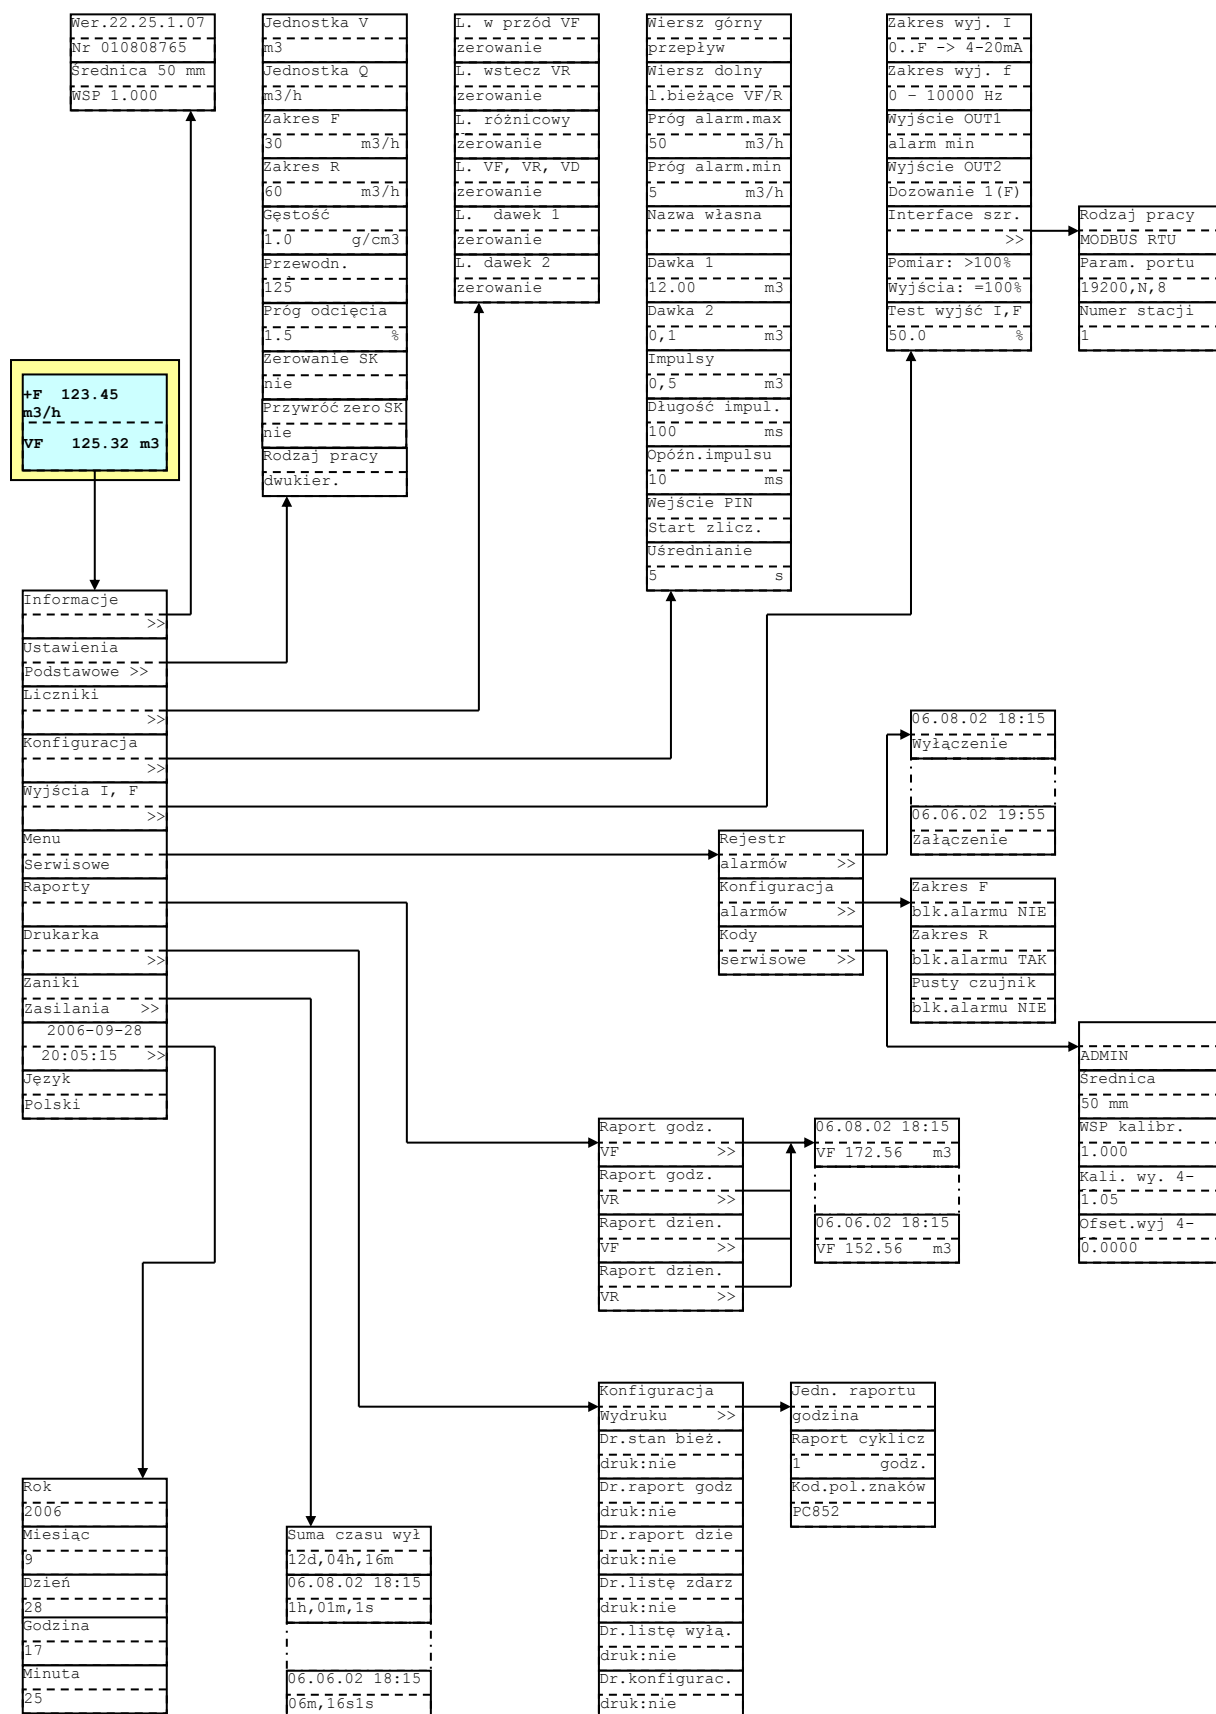 Wer.22.25.1.07
Nr 010808765
Średnica 50 mm
WSP 1.000
Jednostka V
m3
Jednostka Q
m3/h
Zakres F
30 m3/h
Zakres R
60 m3/h
Gęstość
1.0 g/cm3
Przewodn.
125
Próg odcięcia
1.5 %
Zerowanie SK
nie
Przywróć zero SK
nie
Rodzaj pracy
dwukier.
L. w przód VF
zerowanie
L. wstecz VR
zerowanie
L. różnicowy
zerowanie
L. VF, VR, VD
zerowanie
L. dawek 1
zerowanie
L. dawek 2
zerowanie
Wiersz górny
przepływ
Wiersz dolny
l.bieżące VF/R
Próg alarm.max
50 m3/h
Próg alarm.min
5 m3/h
Nazwa własna
Dawka 1
12.00 m3
Dawka 2
0,1 m3
Impulsy
0,5 m3
Długość impul.
100 ms
Opóźn.impulsu
10 ms
Wejście PIN
Start zlicz.
Uśrednianie
5 s
Zakres wyj. I
0..F -> 4-20mA
Zakres wyj. f
0 - 10000 Hz
Wyjście OUT1
alarm min
Wyjście OUT2
Dozowanie 1(F)
Interface szr.
>>
Pomiar: >100%
Wyjścia: =100%
Test wyjść I,F
50.0 %
Rodzaj pracy
MODBUS RTU
Param. portu
19200,N,8
Numer stacji
1
+F 123.45
m3/h
VF 125.32 m3
Informacje
>>
Ustawienia
Podstawowe >>
Liczniki
>>
Konfiguracja
>>
Wyjścia I, F
>>
Menu
Serwisowe
Raporty
Drukarka
>>
Zaniki
Zasilania >>
2006-09-28
20:05:15 >>
Język
Polski
Rejestr
alarmów >>
Konfiguracja
alarmów >>
Kody
serwisowe >>
06.08.02 18:15
Wyłączenie
06.06.02 19:55
Załączenie
Zakres F
blk.alarmu NIE
Zakres R
blk.alarmu TAK
Pusty czujnik
blk.alarmu NIE
ADMIN
Średnica
50 mm
WSP kalibr.
1.000
Kali. wy. 4-
1.05
Ofset.wyj 4-
0.0000
Raport godz.
VF >>
Raport godz.
VR >>
Raport dzien.
VF >>
Raport dzien.
VR >>
06.08.02 18:15
VF 172.56 m3
06.06.02 18:15
VF 152.56 m3
Konfiguracja
Wydruku >>
Dr.stan bież.
druk:nie
Dr.raport godz
druk:nie
Dr.raport dzie
druk:nie
Dr.listę zdarz
druk:nie
Dr.listę wyłą.
druk:nie
Dr.konfigurac.
druk:nie
Jedn. raportu
godzina
Raport cyklicz
1 godz.
Kod.pol.znaków
PC852
Rok
2006
Miesiąc
9
Dzień
28
Godzina
17
Minuta
25
Suma czasu wył
12d,04h,16m
06.08.02 18:15
1h,01m,1s
06.06.02 18:15
06m,16s1s